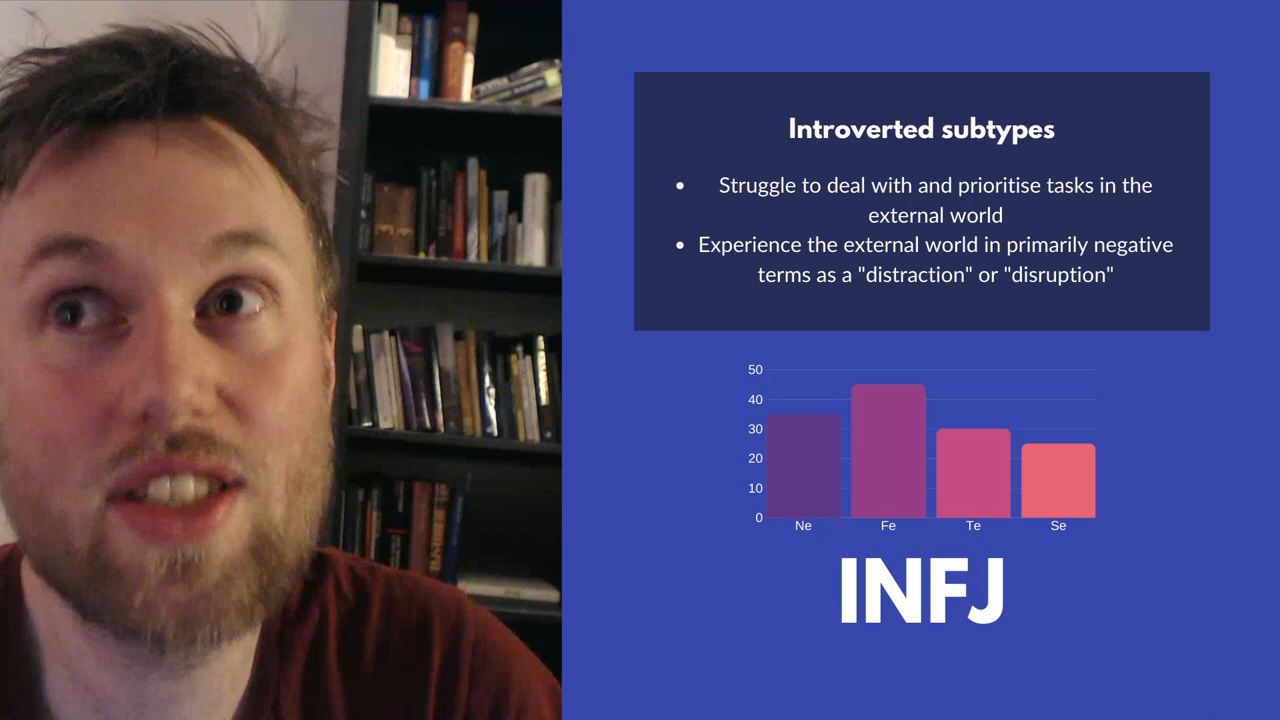 Introverted subtypes
• Struggle to deal with and prioritise tasks in the
external world
• Experience the external world in primarily negative
terms as a "distraction" or "disruption"
50
40
30
20
10
0
Ne Fe Te Se
INFJ